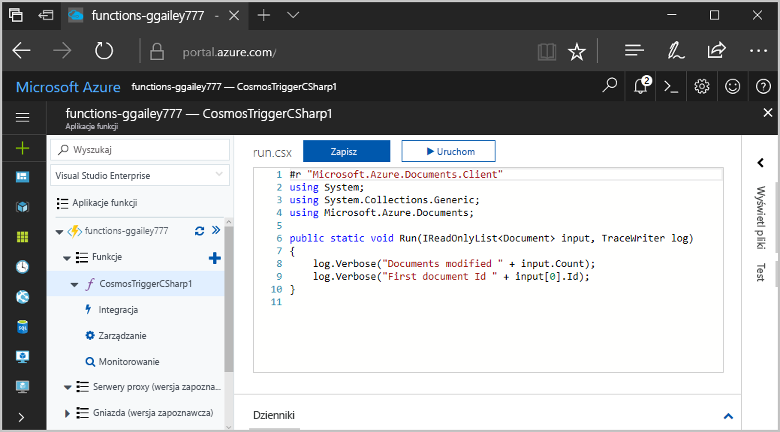 functions-ggailey777 -
portal.azure.com/
Microsoft Azure functions-ggailey777 — CosmosTriggerCSharp1
2
functions-ggailey777 — CosmosTriggerCSharp1
Aplikacje funkcji
Wyszukaj
Visual Studio Enterprise
Aplikacje funkcji
functions-ggailey777
Funkcje
CosmosTriggerCSharp1
Integracja
Zarządzanie
Monitorowanie
Serwery proxy (wersja zapozna...
Gniazda (wersja zapoznawcza)
run.csx Zapisz Uruchom
1 #r "Microsoft.Azure.Documents.Client"
2 using System;
3 using System.Collections.Generic;
4 using Microsoft.Azure.Documents;
5
6 public static void Run(IReadOnlyList<Document> input, TraceWriter log)
7 {
8 log.Verbose("Documents modified " + input.Count);
9 log.Verbose("First document Id " + input[0].Id);
10 }
11
Dzienniki
Wyświetl pliki
Test